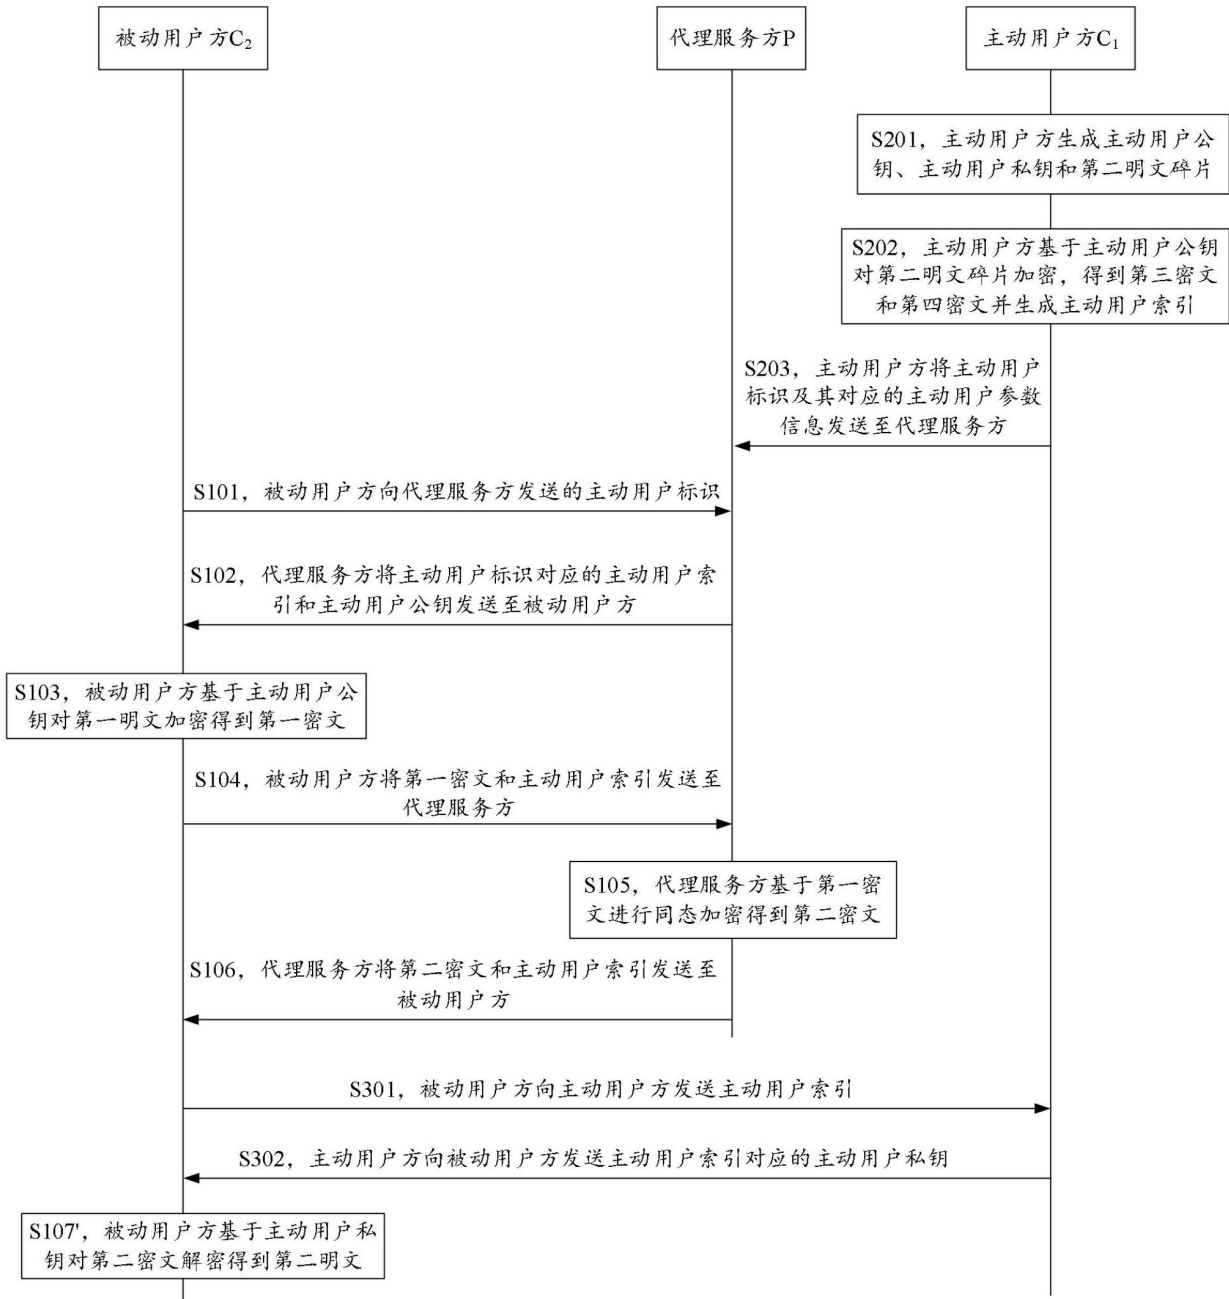 被动用户方C₂
代理服务方P
主动用户方C₁
S201，主动用户方生成主动用户公
钥、主动用户私钥和第二明文碎片
S202，主动用户方基于主动用户公钥
对第二明文碎片加密，得到第三密文
和第四密文并生成主动用户索引
S203，主动用户方将主动用户
标识及其对应的主动用户参数
信息发送至代理服务方
S101，被动用户方向代理服务方发送的主动用户标识
S102，代理服务方将主动用户标识对应的主动用户索
引和主动用户公钥发送至被动用户方
S103，被动用户方基于主动用户公
钥对第一明文加密得到第一密文
S104，被动用户方将第一密文和主动用户索引发送至
代理服务方
S105，代理服务方基于第一密
文进行同态加密得到第二密文
S106，代理服务方将第二密文和主动用户索引发送至
被动用户方
S301，被动用户方向主动用户方发送主动用户索引
S302，主动用户方向被动用户方发送主动用户索引对应的主动用户私钥
S107'，被动用户方基于主动用户私
钥对第二密文解密得到第二明文